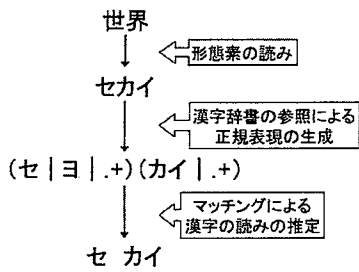 世界
形態素の読み
セカイ
漢字辞書の参照による
正規表現の生成
(セ｜ヨ｜.+)(カイ｜.+)
マッチングによる
漢字の読みの推定
セ カイ